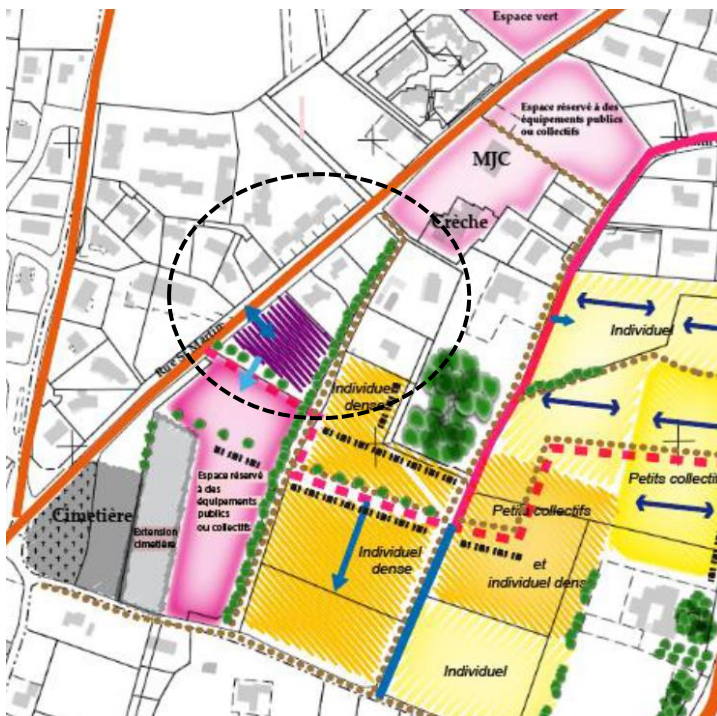 Espace vert
Espace réservé à des
équipements publics
ou collectifs
MJC
Crèche
Rue St Martin
Individuel
Individuel
dense
Petits collectifs
Petits collectifs
Espace réservé
à des
équipements
publics
ou collectifs
Cimetière
Extension
cimetière
Individuel
dense
et
individuel dens
Individuel